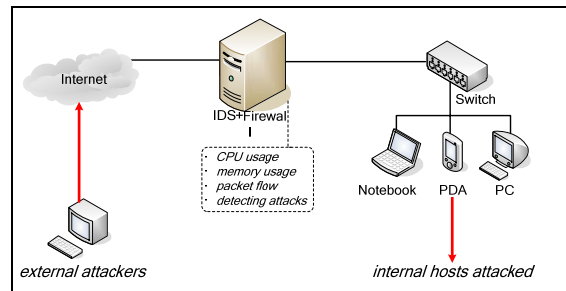 Internet
IDS+Firewall
Switch
· CPU usage
· memory usage
· packet flow
· detecting attacks
Notebook
PDA
PC
external attackers
internal hosts attacked